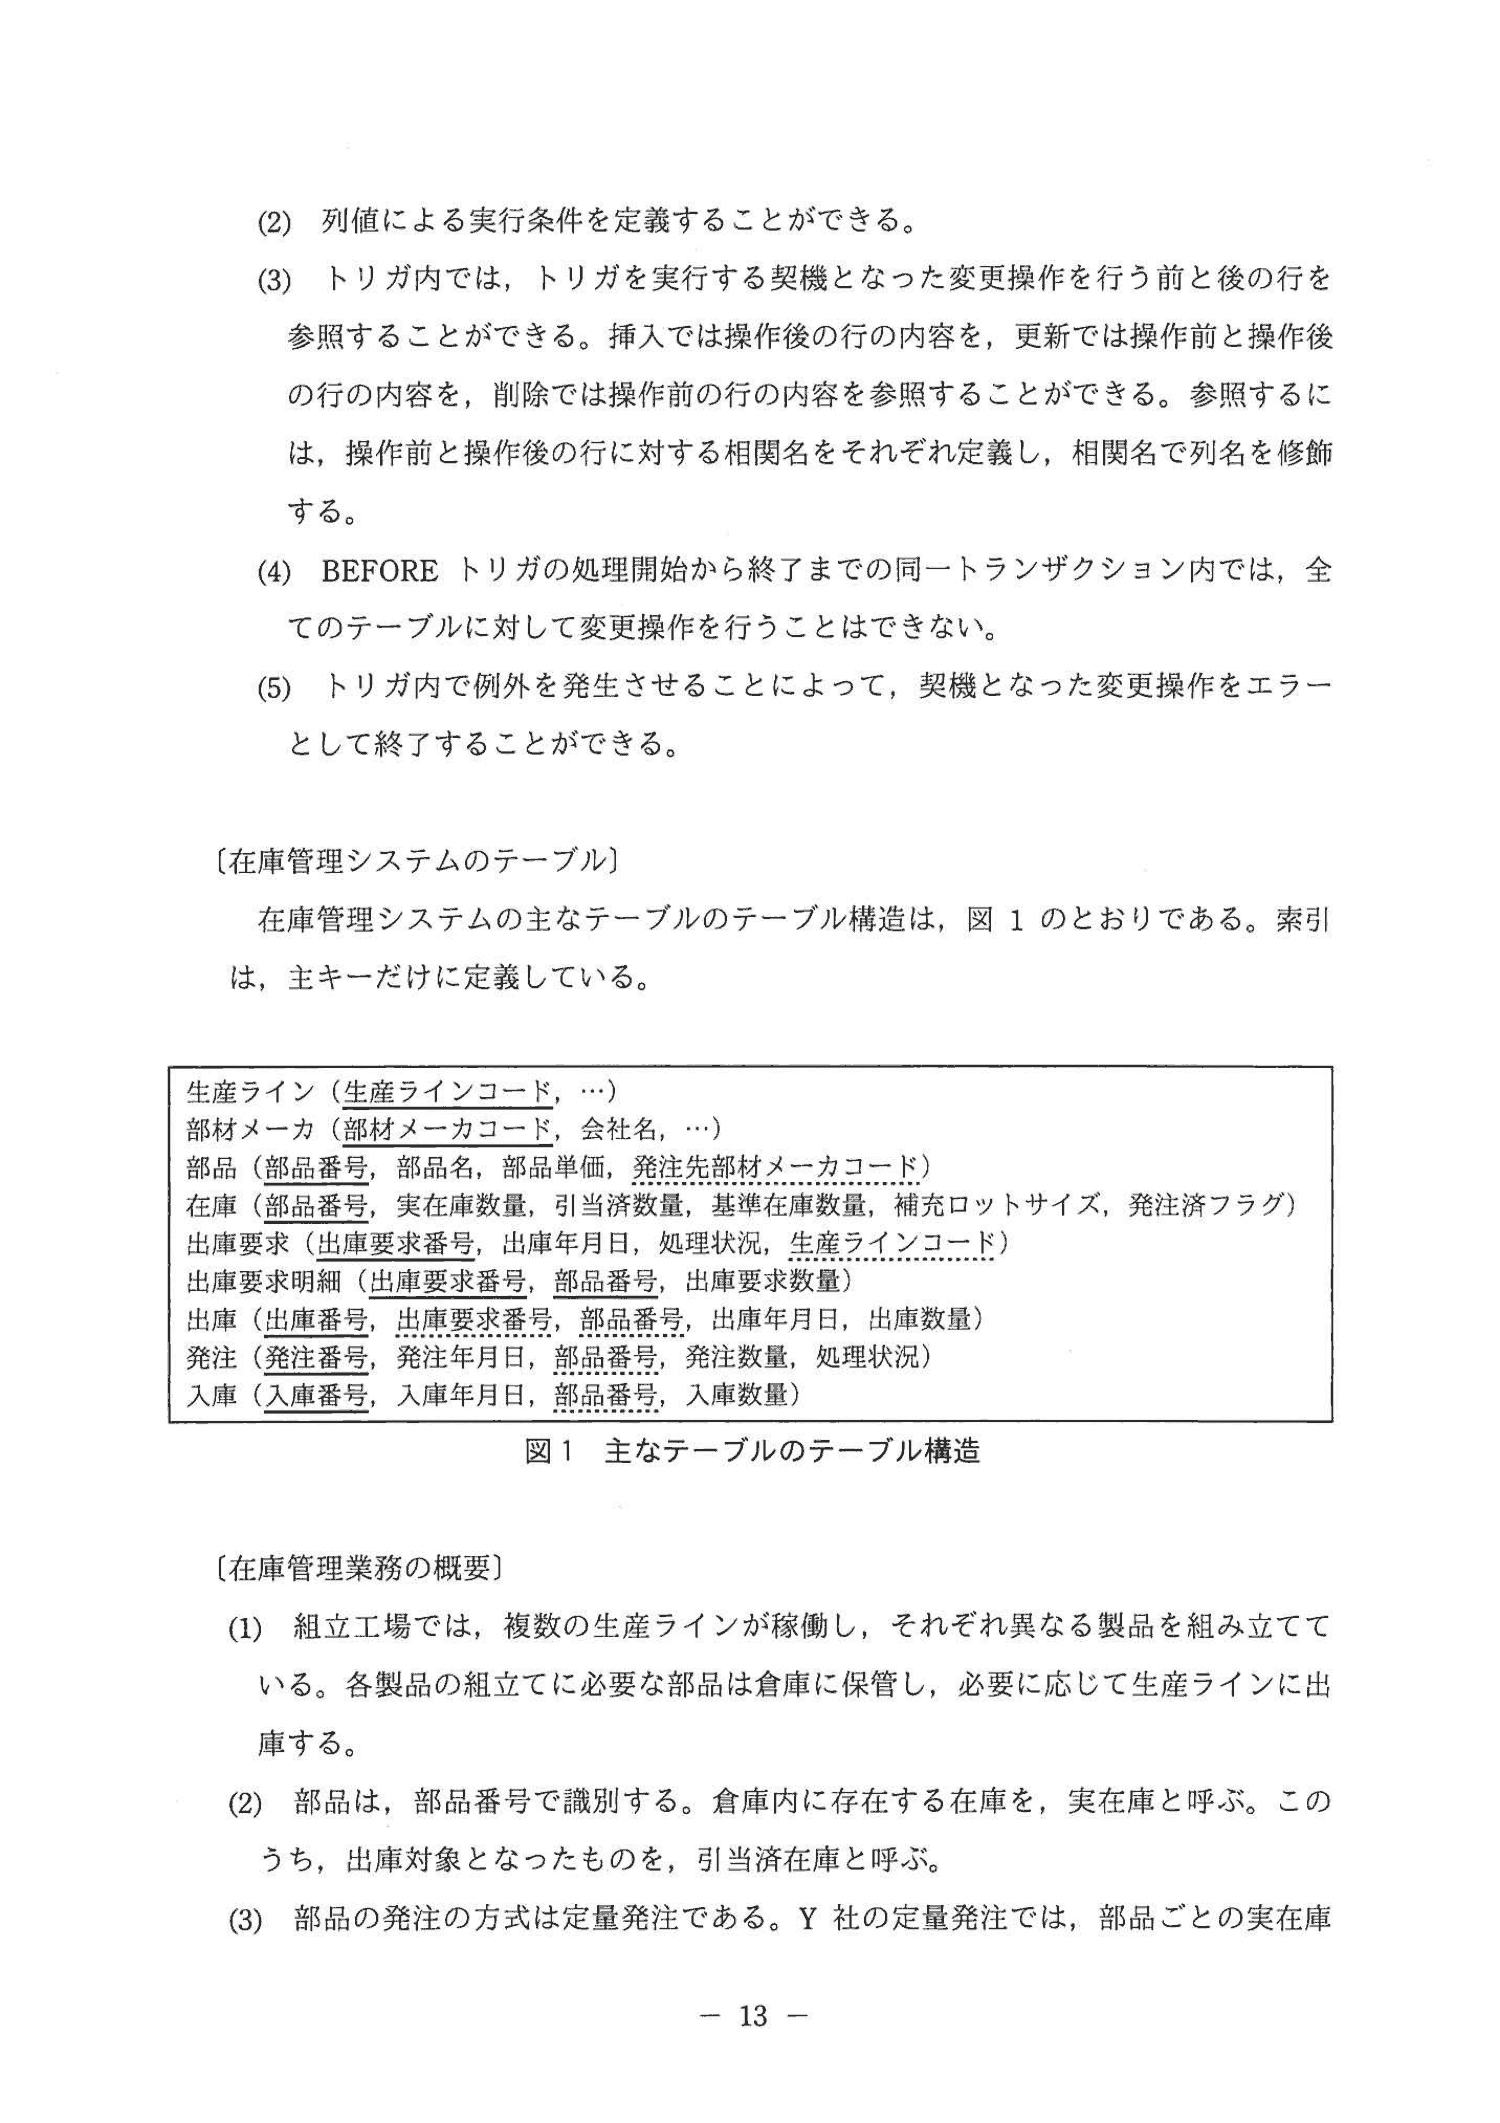 (2) 列値による実行条件を定義することができる。
(3) トリガ内では，トリガを実行する契機となった変更操作を行う前と後の行を
参照することができる。挿入では操作後の行の内容を，更新では操作前と操作後
の行の内容を，削除では操作前の行の内容を参照することができる。参照するに
は，操作前と操作後の行に対する相関名をそれぞれ定義し，相関名で列名を修飾
する。
(4) BEFORE トリガの処理開始から終了までの同一トランザクション内では，全
てのテーブルに対して変更操作を行うことはできない。
(5) トリガ内で例外を発生させることによって，契機となった変更操作をエラー
として終了することができる。
〔在庫管理システムのテーブル〕
在庫管理システムの主なテーブルのテーブル構造は，図 1 のとおりである。索引
は，主キーだけに定義している。
生産ライン（生産ラインコード，…）
部材メーカ（部材メーカコード，会社名，…）
部品（部品番号，部品名，部品単価，発注先部材メーカコード）
在庫（部品番号，実在庫数量，引当済数量，基準在庫数量，補充ロットサイズ，発注済フラグ）
出庫要求（出庫要求番号，出庫年月日，処理状況，生産ラインコード）
出庫要求明細（出庫要求番号，部品番号，出庫要求数量）
出庫（出庫番号，出庫要求番号，部品番号，出庫年月日，出庫数量）
発注（発注番号，発注年月日，部品番号，発注数量，処理状況）
入庫（入庫番号，入庫年月日，部品番号，入庫数量）
図 1 主なテーブルのテーブル構造
〔在庫管理業務の概要〕
(1) 組立工場では，複数の生産ラインが稼働し，それぞれ異なる製品を組み立てて
いる。各製品の組立てに必要な部品は倉庫に保管し，必要に応じて生産ラインに出
庫する。
(2) 部品は，部品番号で識別する。倉庫内に存在する在庫を，実在庫と呼ぶ。この
うち，出庫対象となったものを，引当済在庫と呼ぶ。
(3) 部品の発注の方式は定量発注である。Y 社の定量発注では，部品ごとの実在庫
－ 13 －